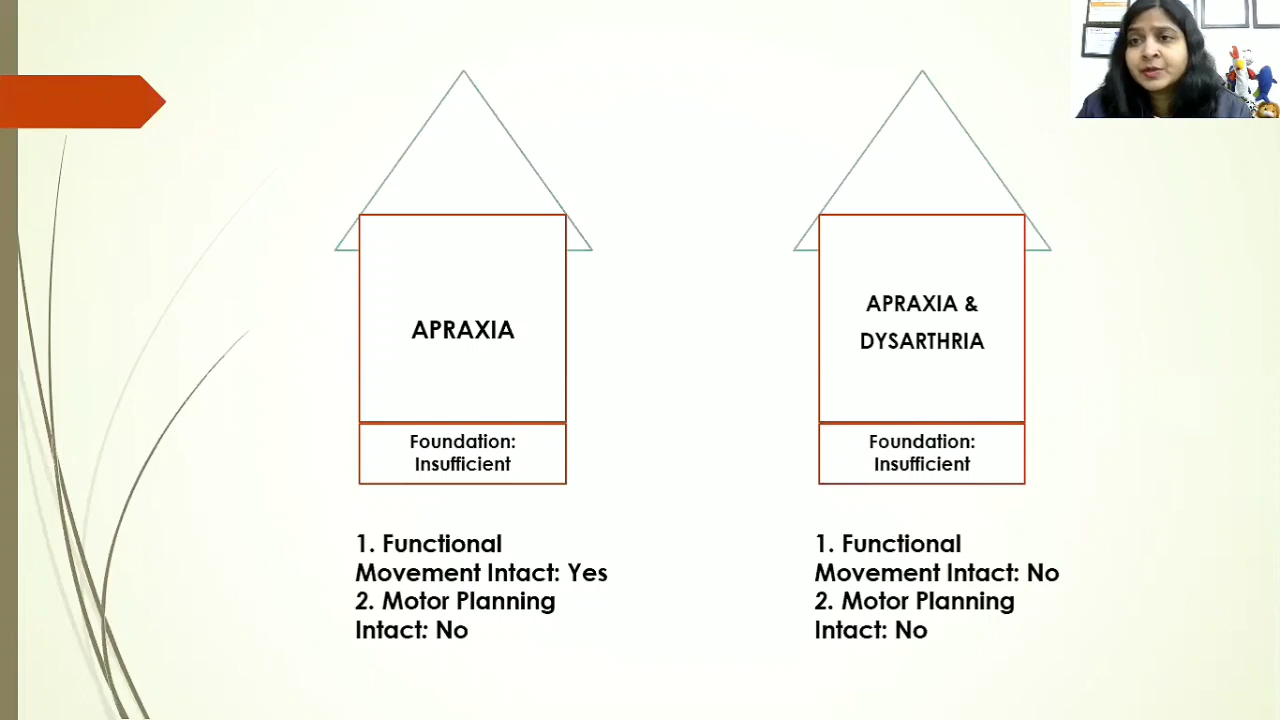 APRAXIA
Foundation:
Insufficient
1. Functional
Movement Intact: Yes
2. Motor Planning
Intact: No
APRAXIA &
DYSARTHRIA
Foundation:
Insufficient
1. Functional
Movement Intact: No
2. Motor Planning
Intact: No